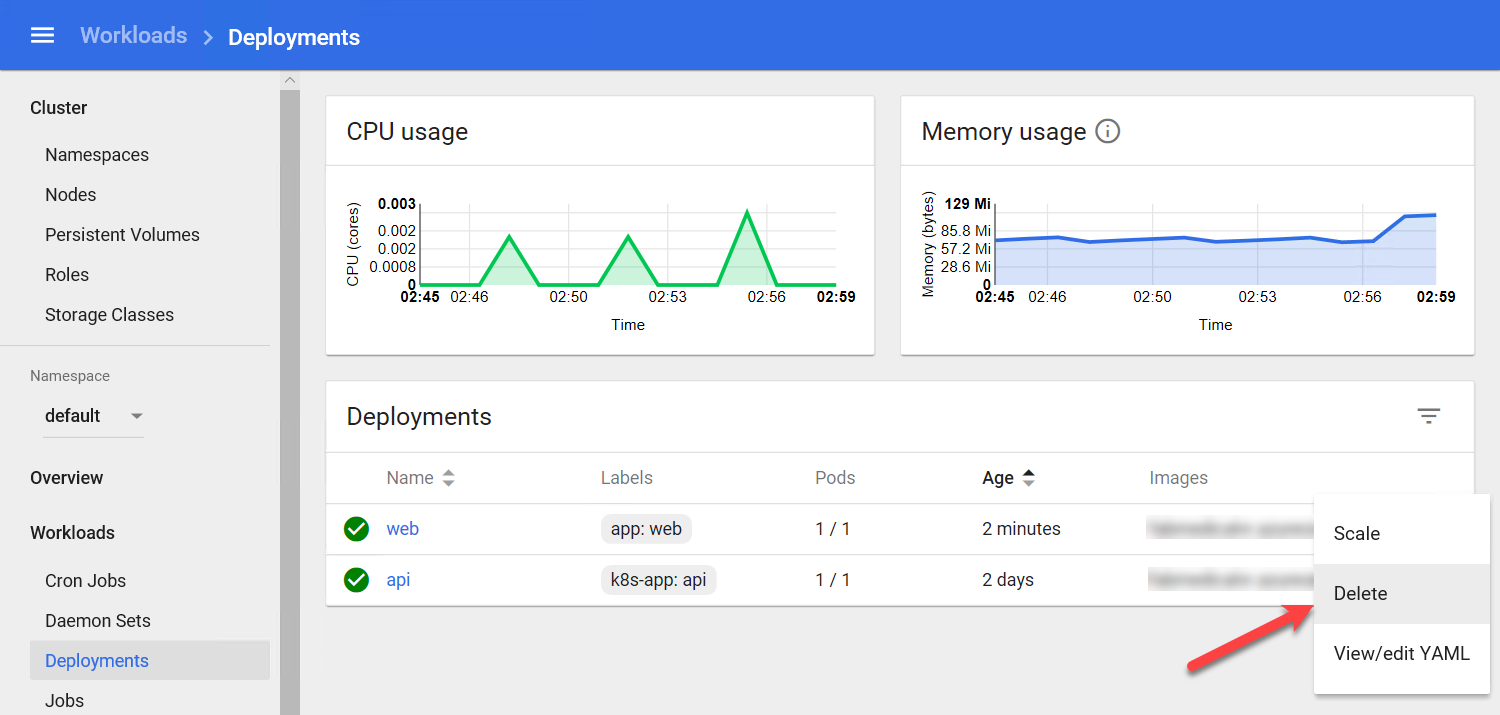 Workloads > Deployments
Cluster
Namespaces
Nodes
Persistent Volumes
Roles
Storage Classes
Namespace
default
Overview
Workloads
Cron Jobs
Daemon Sets
Deployments
Jobs
CPU usage
CPU (cores)
0.003
0.002
0.002
0.0008
0
02:45 02:46 02:50 02:53 02:56 02:59
Time
Memory usage
Memory (bytes)
129 Mi
85.8 Mi
57.2 Mi
28.6 Mi
0
02:45 02:46 02:50 02:53 02:56 02:59
Time
Deployments
Name Labels Pods Age Images
web app: web 1 / 1 2 minutes
api k8s-app: api 1 / 1 2 days
Scale
Delete
View/edit YAML